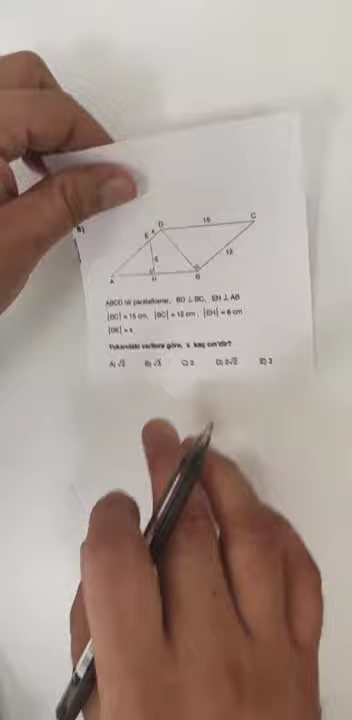 8)
D 15 C
E x
6
12
A H B
ABCD bir paralelkenar, BD ⊥ BC, EH ⊥ AB
|DC| = 15 cm, |BC| = 12 cm, |EH| = 6 cm
|DE| = x
Yukarıdaki verilere göre, x kaç cm'dir?
A) √2 B) √3 C) 2 D) 2√2 E) 3